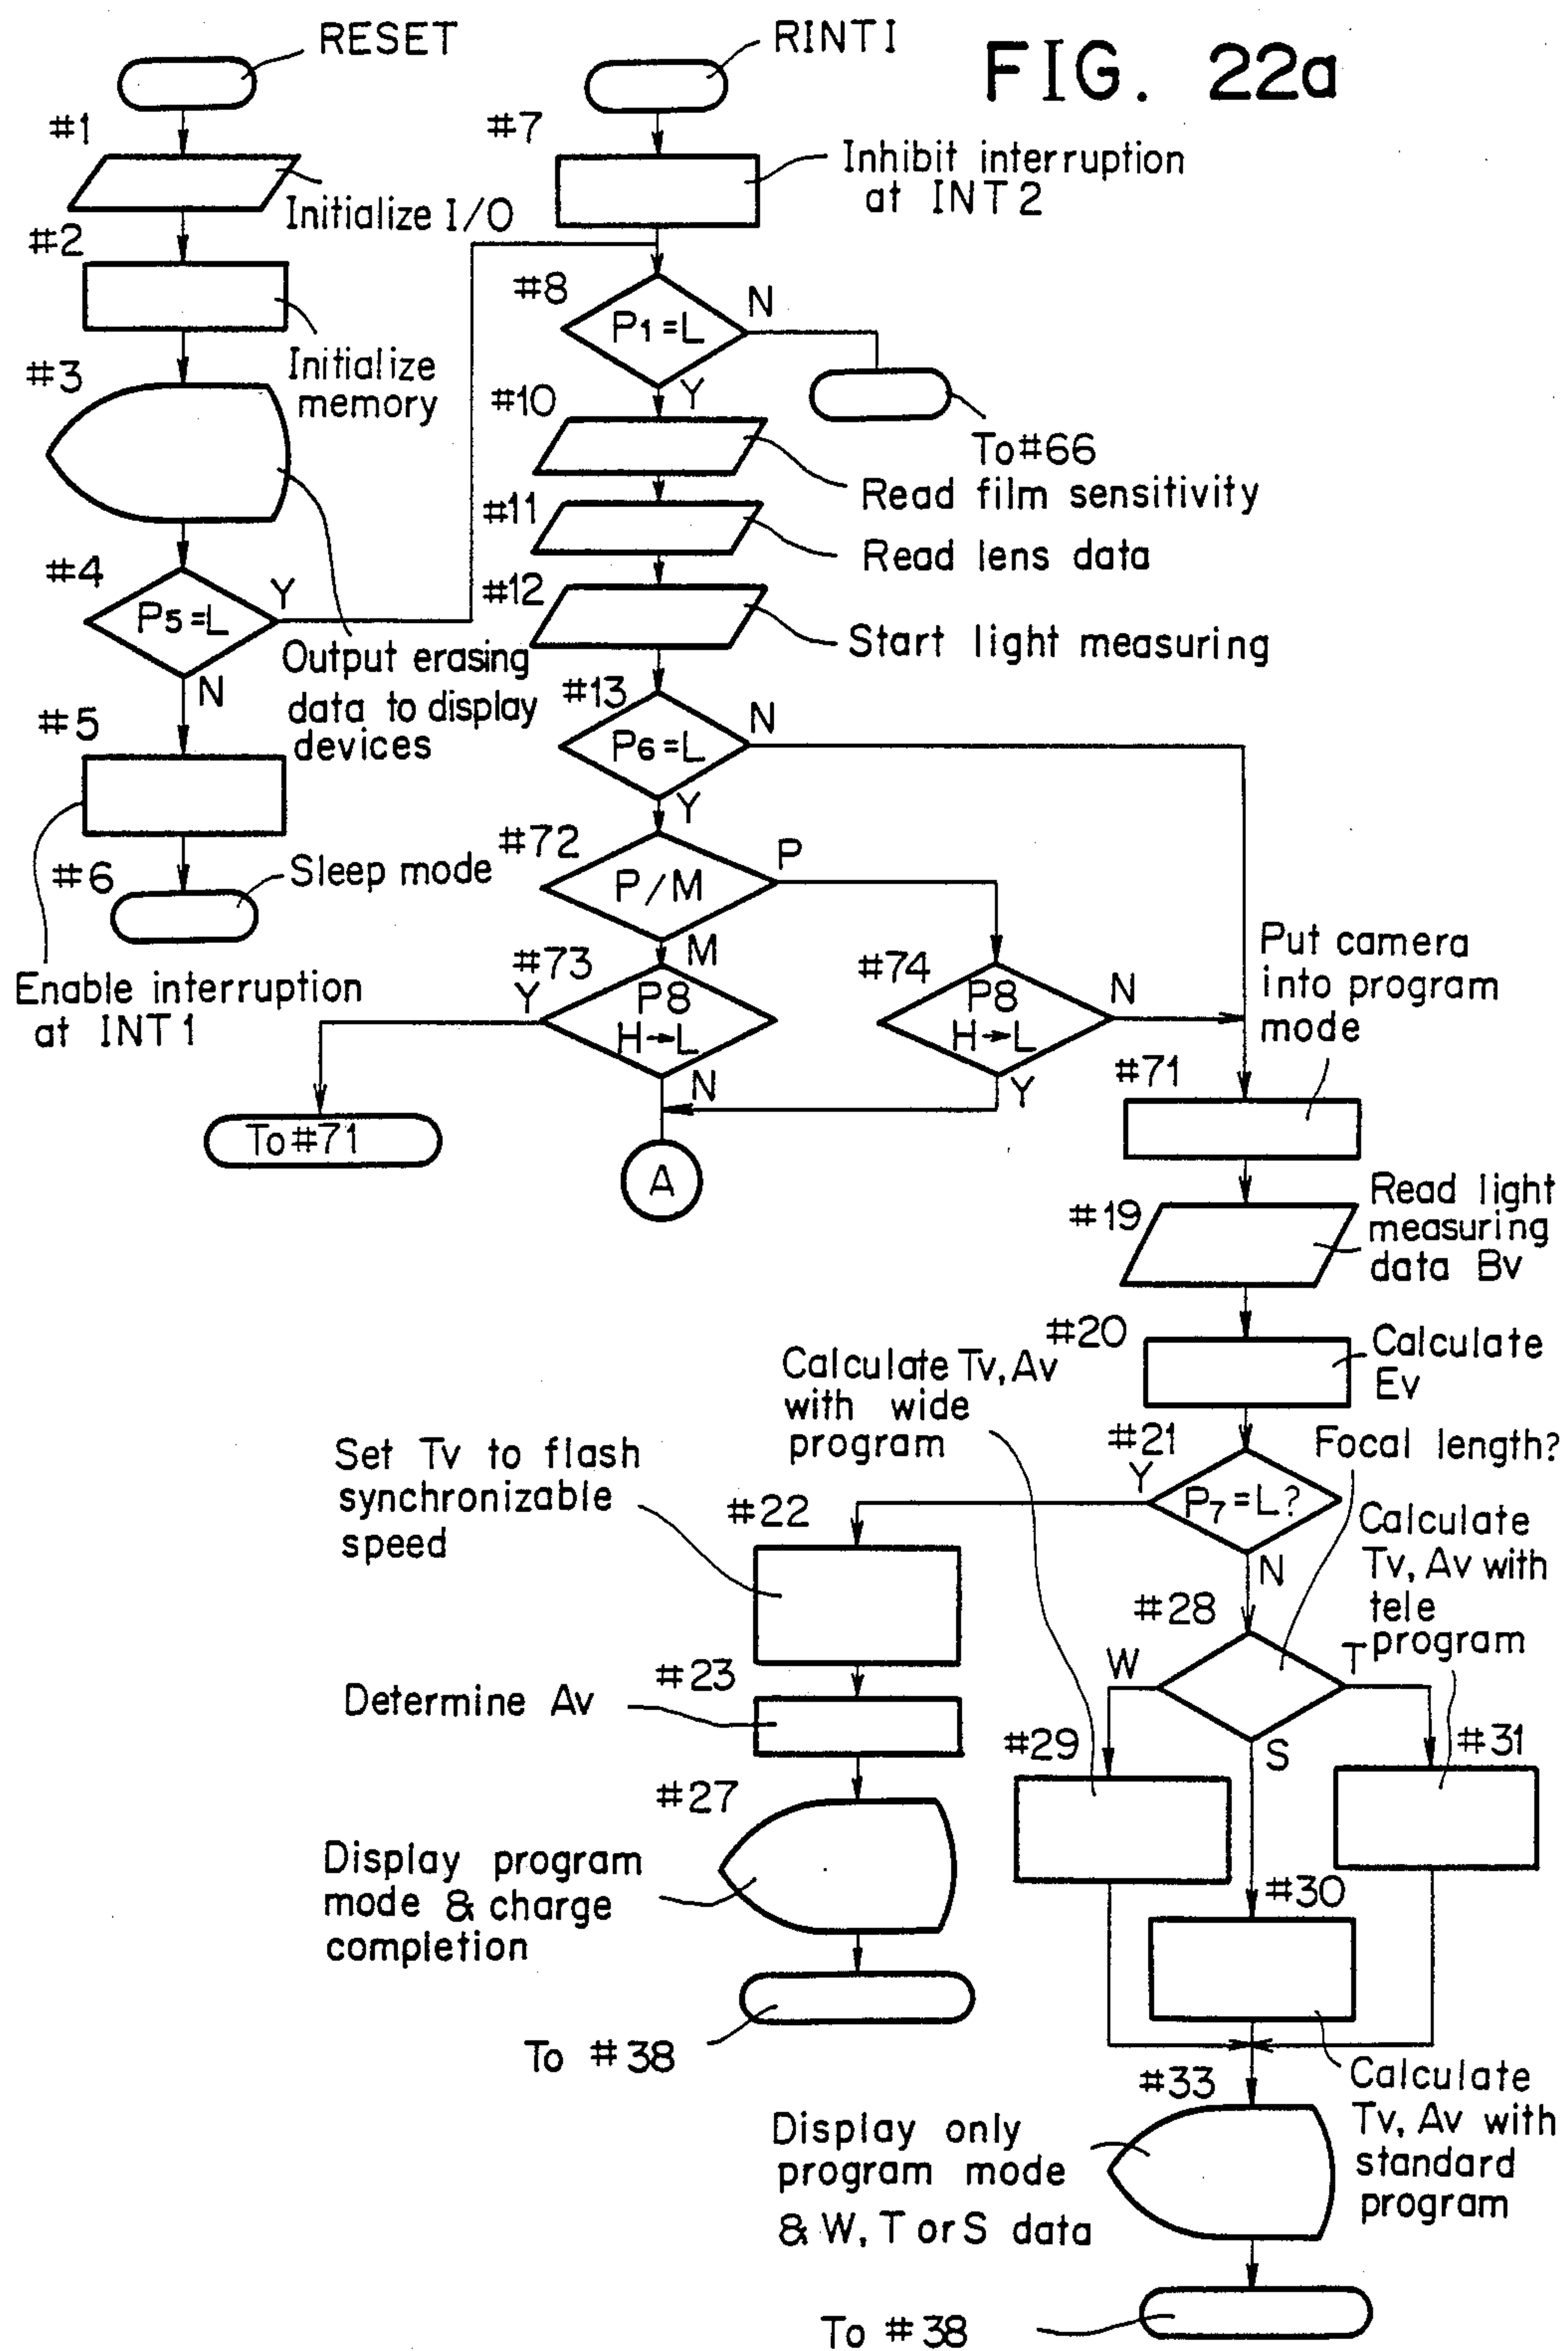 FIG. 22a
RESET
#1
Initialize I/O
#2
Initialize
memory
#3
Output erasing
data to display
devices
#4
P5=L
Y
N
#5
Enable interruption
at INT1
#6
Sleep mode
RINTI
#7
Inhibit interruption
at INT2
#8
P1=L
N
Y
To#66
#10
Read film sensitivity
#11
Read lens data
#12
Start light measuring
#13
P6=L
N
Y
#72
P/M
P
M
#73
Y
P8
H→L
N
To#71
#74
P8
H→L
N
Y
A
Put camera
into program
mode
#71
#19
Read light
measuring
data Bv
#20
Calculate
Ev
#21
P7=L?
Y
N
#22
Set Tv to flash
synchronizable
speed
#23
Determine Av
#27
Display program
mode & charge
completion
To #38
#28
Focal length?
W
S
T
#29
Calculate Tv, Av
with wide
program
#31
Calculate
Tv, Av with
tele
program
#30
Calculate
Tv, Av with
standard
program
#33
Display only
program mode
& W, T or S data
To #38